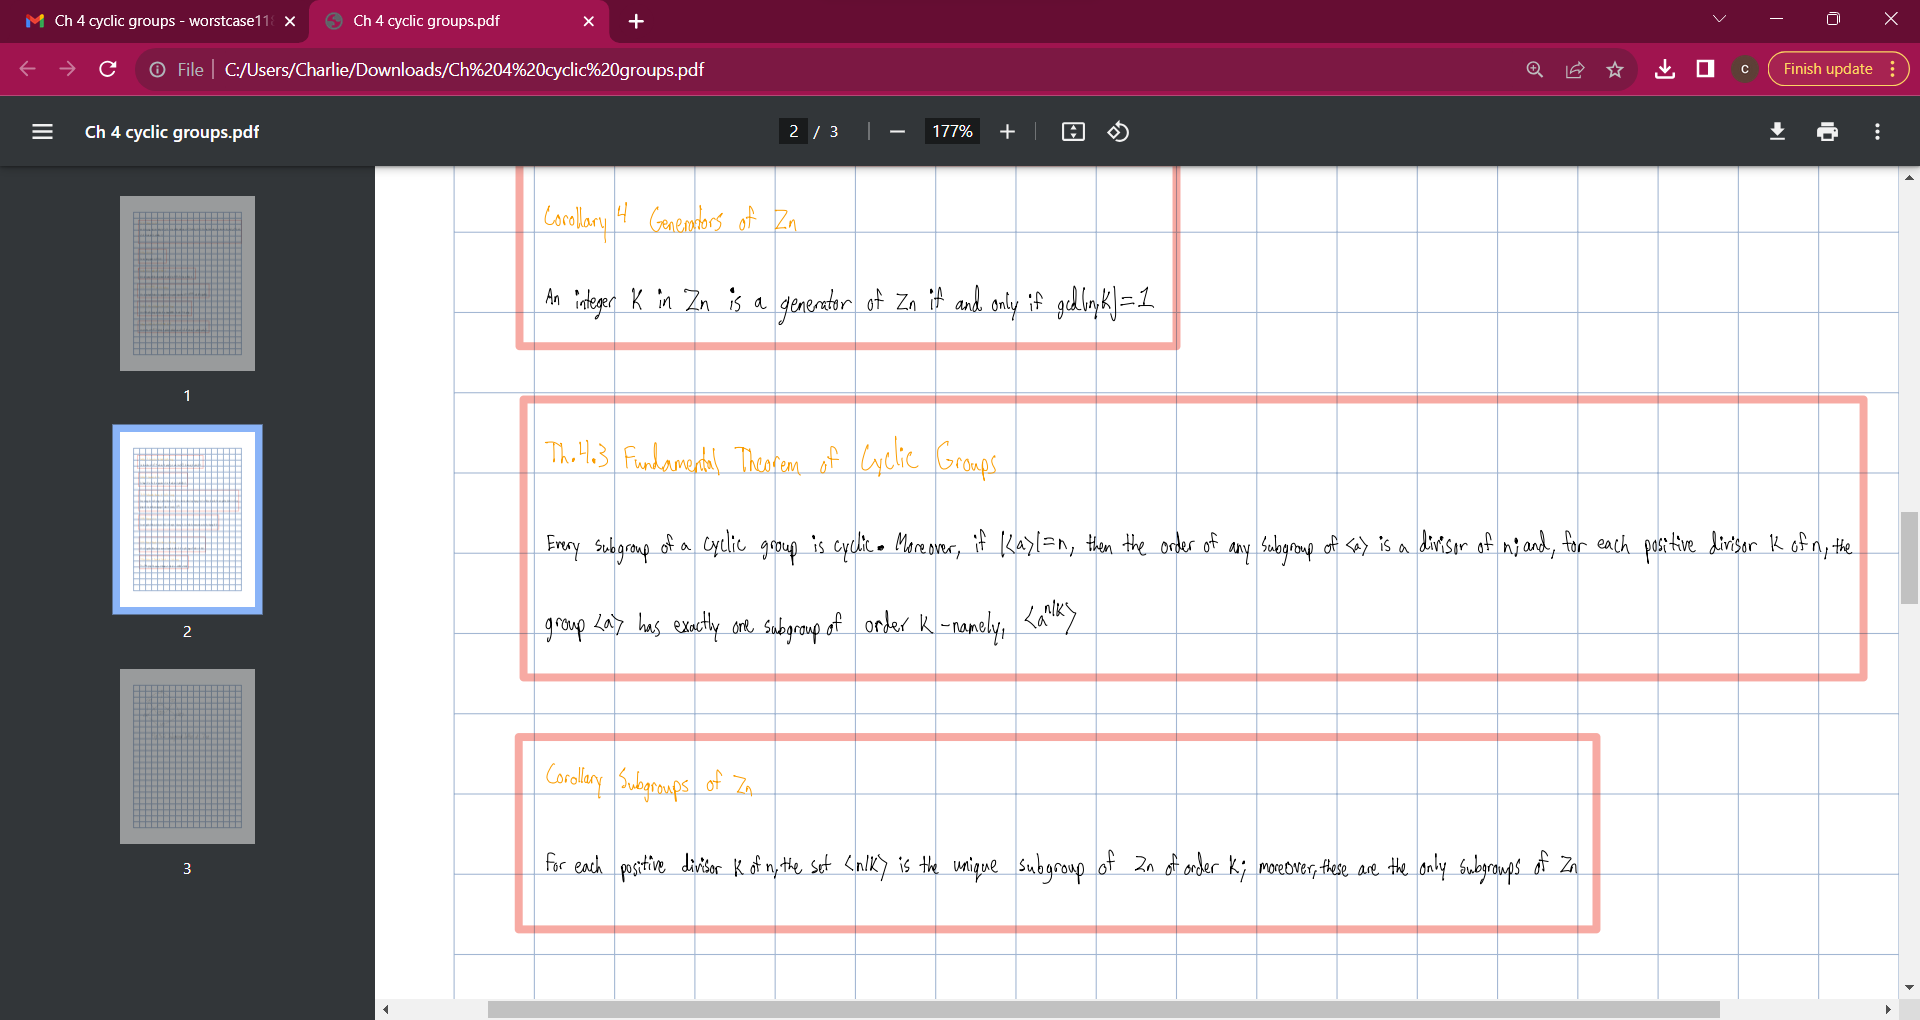 Ch 4 cyclic groups - worstcase11
Ch 4 cyclic groups.pdf
File
C:/Users/Charlie/Downloads/Ch%204%20cyclic%20groups.pdf
C
Finish update
Ch 4 cyclic groups.pdf
2 / 3
177%
1
2
3
Corollary 4 Generators of Zn
An integer K in Zn is a generator of Zn if and only if gcd(n,K)=1
Th.4.3 Fundamental Theorem of Cyclic Groups
Every subgroup of a cyclic group is cyclic. Moreover, if |<a>|=n, then the order of any subgroup of <a> is a divisor of n; and, for each positive divisor K of n, the
group <a> has exactly one subgroup of order K - namely, <a^n/K>
Corollary Subgroups of Zn
For each positive divisor K of n, the set <n/K> is the unique subgroup of Zn of order K; moreover, these are the only subgroups of Zn